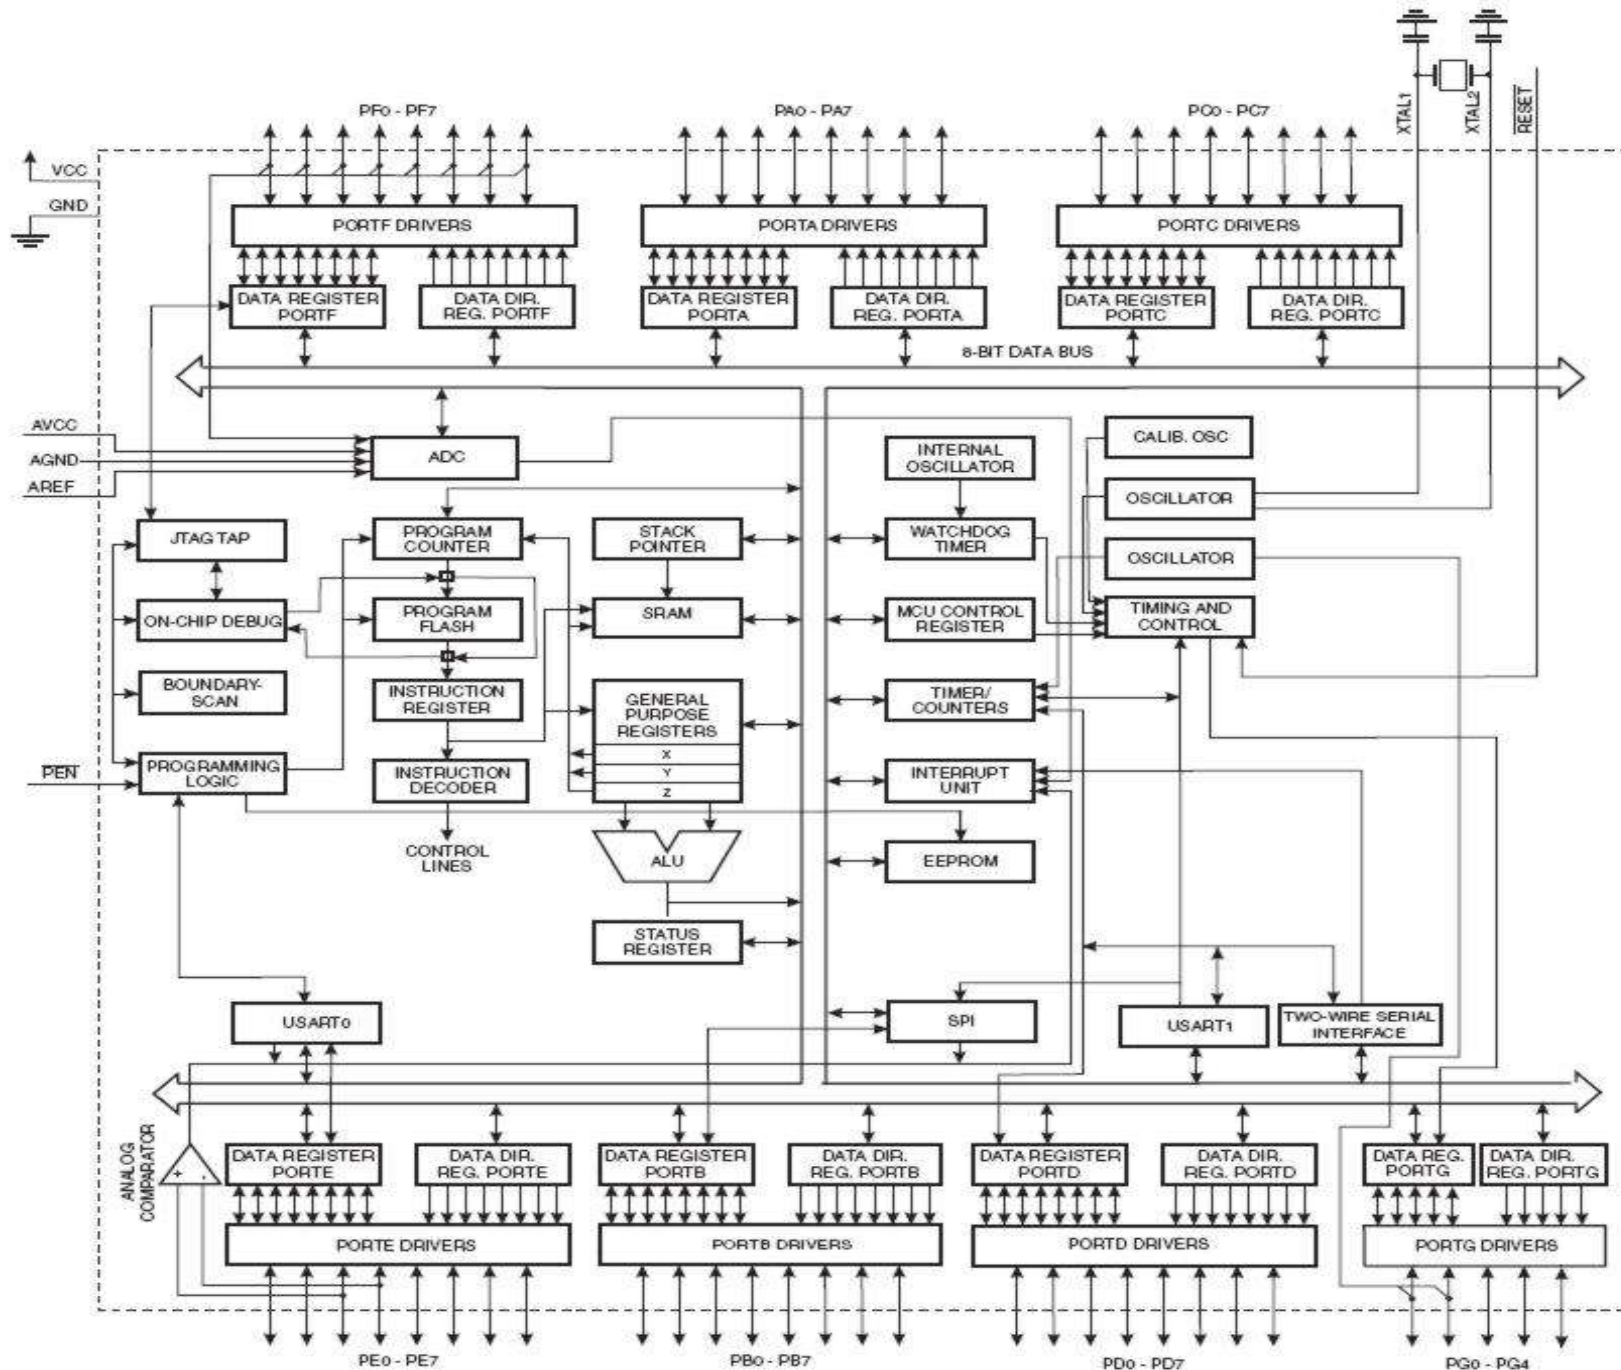 PF0 - PF7
PA0 - PA7
PC0 - PC7
XTAL1
XTAL2
RESET
VCC
GND
PORTF DRIVERS
PORTA DRIVERS
PORTC DRIVERS
DATA REGISTER
PORTF
DATA DIR.
REG. PORTF
DATA REGISTER
PORTA
DATA DIR.
REG. PORTA
DATA REGISTER
PORTC
DATA DIR.
REG. PORTC
8-BIT DATA BUS
AVCC
AGND
AREF
ADC
INTERNAL
OSCILLATOR
CALIB. OSC
OSCILLATOR
JTAG TAP
PROGRAM
COUNTER
STACK
POINTER
WATCHDOG
TIMER
OSCILLATOR
ON-CHIP DEBUG
PROGRAM
FLASH
SRAM
MCU CONTROL
REGISTER
TIMING AND
CONTROL
BOUNDARY-
SCAN
INSTRUCTION
REGISTER
GENERAL
PURPOSE
REGISTERS
X
Y
Z
TIMER/
COUNTERS
PEN
PROGRAMMING
LOGIC
INSTRUCTION
DECODER
INTERRUPT
UNIT
CONTROL
LINES
ALU
EEPROM
STATUS
REGISTER
USART0
SPI
USART1
TWO-WIRE SERIAL
INTERFACE
ANALOG
COMPARATOR
+
-
DATA REGISTER
PORTE
DATA DIR.
REG. PORTE
DATA REGISTER
PORTB
DATA DIR.
REG. PORTB
DATA REGISTER
PORTD
DATA DIR.
REG. PORTD
DATA REG.
PORTG
DATA DIR.
REG. PORTG
PORTE DRIVERS
PORTB DRIVERS
PORTD DRIVERS
PORTG DRIVERS
PE0 - PE7
PB0 - PB7
PD0 - PD7
PG0 - PG4